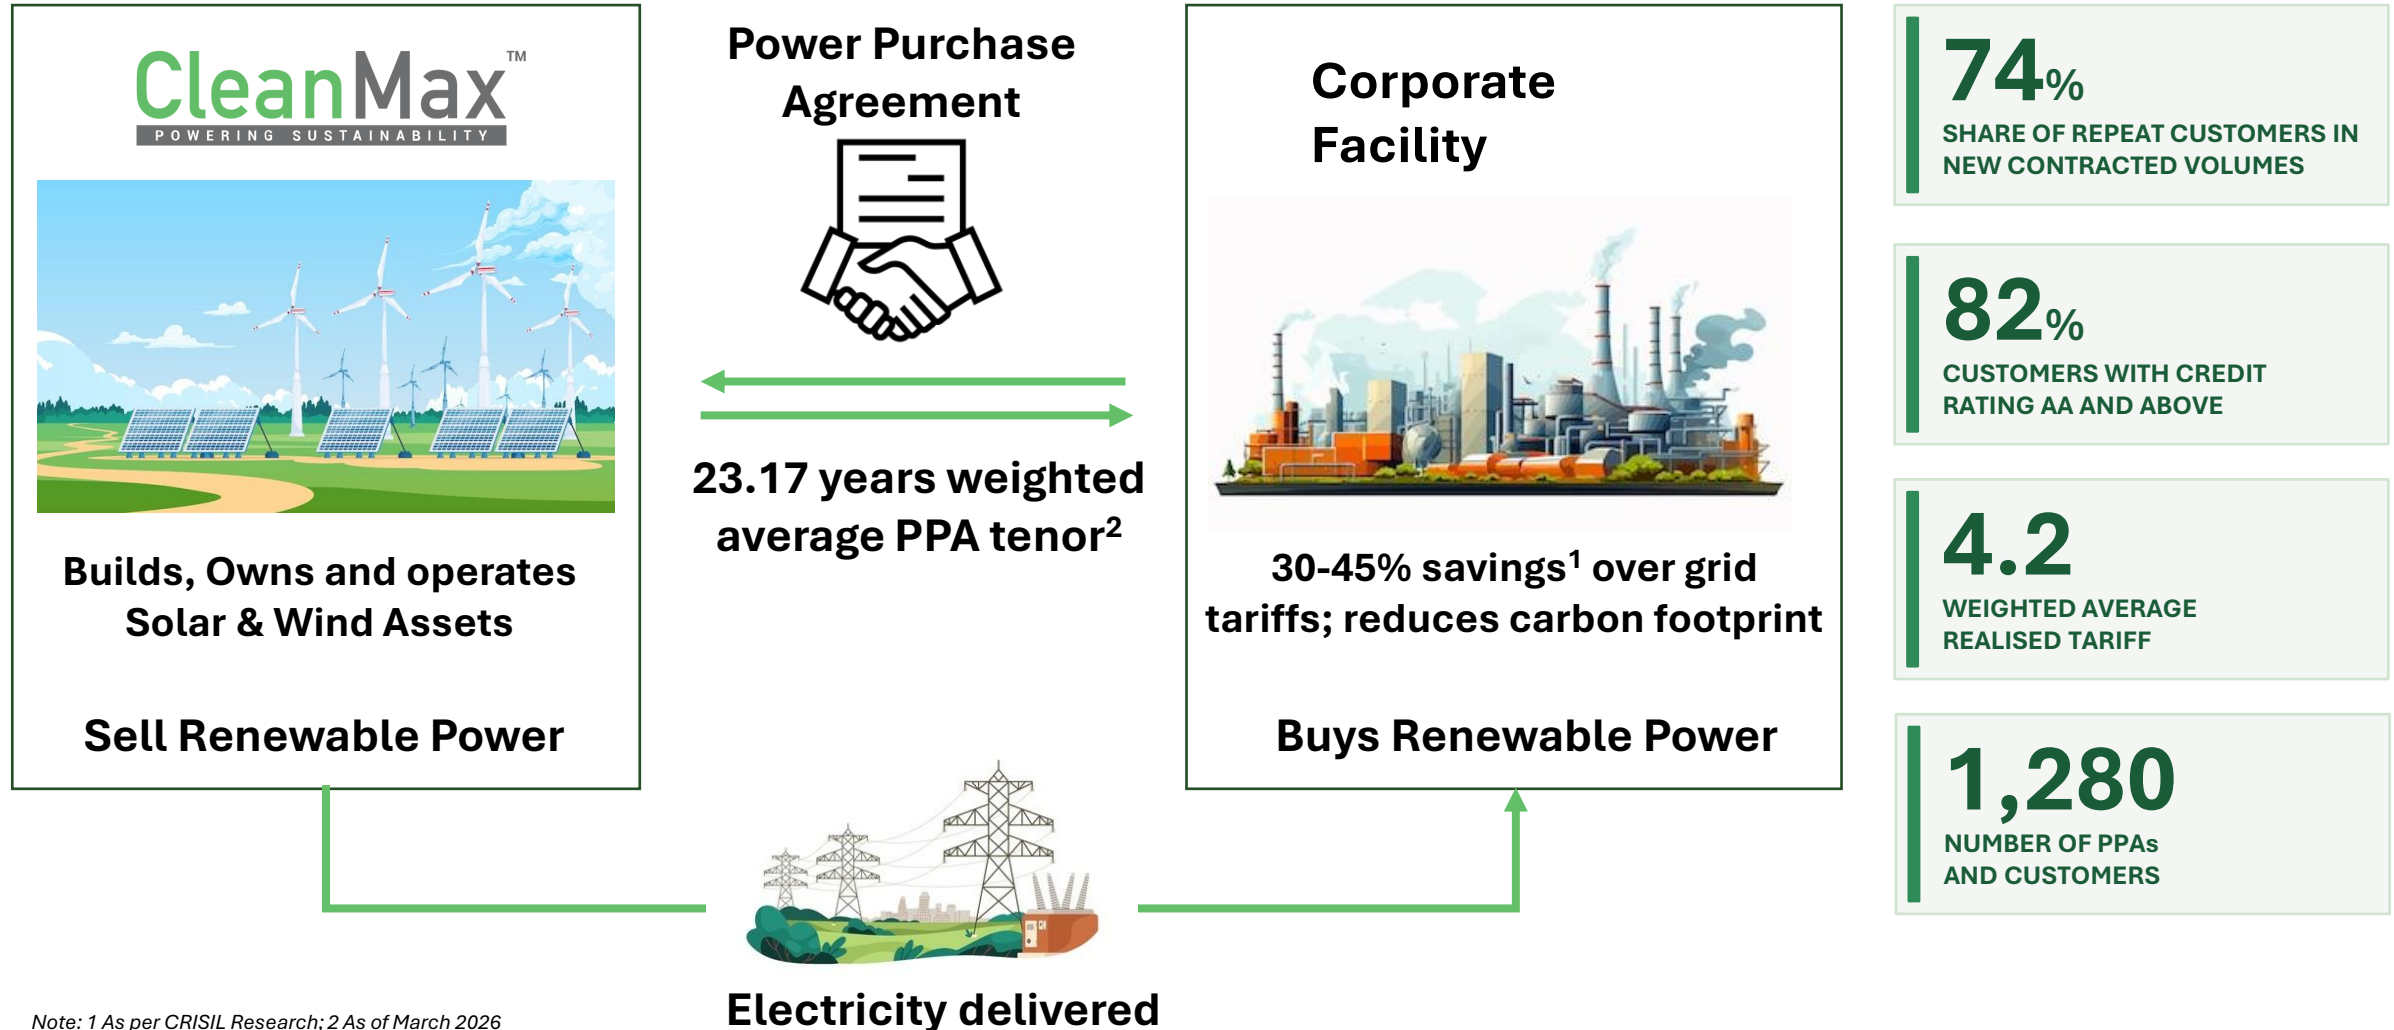 CleanMax™
POWERING SUSTAINABILITY
Builds, Owns and operates
Solar & Wind Assets
Sell Renewable Power
Power Purchase
Agreement
23.17 years weighted
average PPA tenor²
Electricity delivered
Corporate
Facility
30-45% savings¹ over grid
tariffs; reduces carbon footprint
Buys Renewable Power
74%
SHARE OF REPEAT CUSTOMERS IN
NEW CONTRACTED VOLUMES
82%
CUSTOMERS WITH CREDIT
RATING AA AND ABOVE
4.2
WEIGHTED AVERAGE
REALISED TARIFF
1,280
NUMBER OF PPAs
AND CUSTOMERS
Note: 1 As per CRISIL Research; 2 As of March 2026